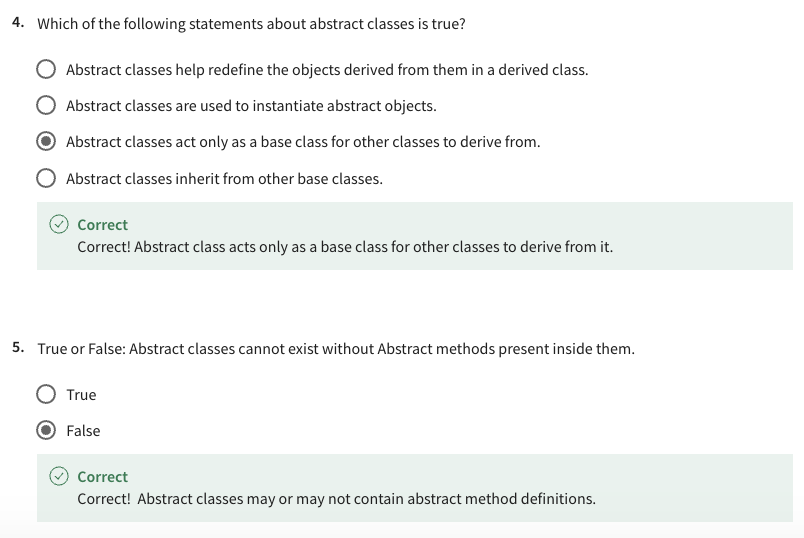 4. Which of the following statements about abstract classes is true?
Abstract classes help redefine the objects derived from them in a derived class.
Abstract classes are used to instantiate abstract objects.
Abstract classes act only as a base class for other classes to derive from.
Abstract classes inherit from other base classes.
Correct
Correct! Abstract class acts only as a base class for other classes to derive from it.
5. True or False: Abstract classes cannot exist without Abstract methods present inside them.
True
False
Correct
Correct!  Abstract classes may or may not contain abstract method definitions.